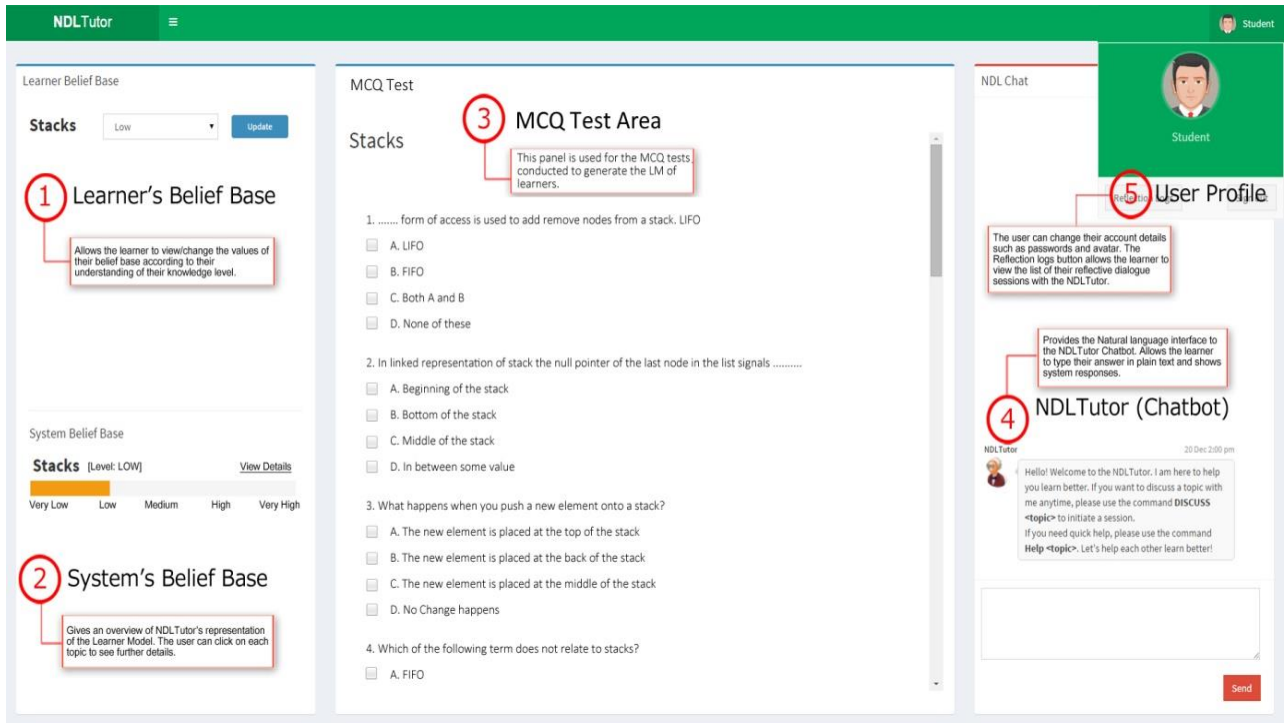 NDLTutor
Student
Learner Belief Base
Stacks
Low
Update
1 Learner's Belief Base
Allows the learner to view/change the values of
their belief base according to their
understanding of their knowledge level.
System Belief Base
Stacks [Level: LOW] View Details
Very Low Low Medium High Very High
2 System's Belief Base
Gives an overview of NDLTutor's representation
of the Learner Model. The user can click on each
topic to see further details.
MCQ Test
3 MCQ Test Area
Stacks
This panel is used for the MCQ tests,
conducted to generate the LM of
learners.
1. ....... form of access is used to add remove nodes from a stack. LIFO
A. LIFO
B. FIFO
C. Both A and B
D. None of these
2. In linked representation of stack the null pointer of the last node in the list signals ..........
A. Beginning of the stack
B. Bottom of the stack
C. Middle of the stack
D. In between some value
3. What happens when you push a new element onto a stack?
A. The new element is placed at the top of the stack
B. The new element is placed at the back of the stack
C. The new element is placed at the middle of the stack
D. No Change happens
4. Which of the following term does not relate to stacks?
A. FIFO
NDL Chat
Student
5 User Profile
The user can change their account details
such as passwords and avatar. The
Reflection logs button allows the learner to
view the list of their reflective dialogue
sessions with the NDLTutor.
Provides the Natural language interface to
the NDLTutor Chatbot. Allows the learner
to type their answer in plain text and shows
system responses.
4 NDLTutor (Chatbot)
NDLTutor 20 Dec 2:00 pm
Hello! Welcome to the NDLTutor. I am here to help
you learn better. If you want to discuss a topic with
me anytime, please use the command DISCUSS
<topic> to initiate a session.
If you need quick help, please use the command
Help <topic>. Let's help each other learn better!
Send